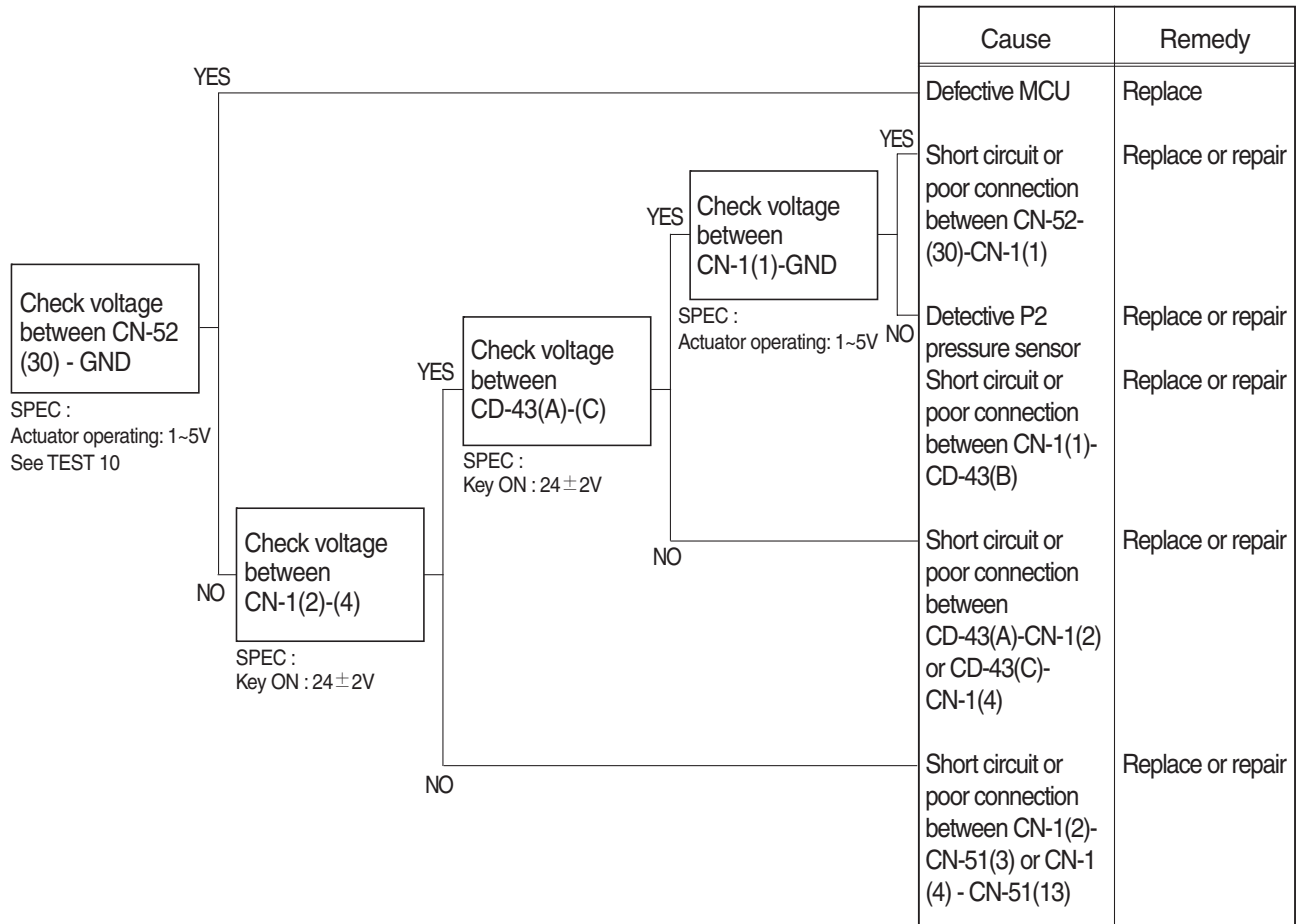 Cause
Remedy
YES
Defective MCU
Replace
YES
Short circuit or
poor connection
between CN-52-
(30)-CN-1(1)
Replace or repair
YES
Check voltage
between
CN-1(1)-GND
SPEC :
Actuator operating: 1~5V
NO
Detective P2
pressure sensor
Replace or repair
Short circuit or
poor connection
between CN-1(1)-
CD-43(B)
Replace or repair
Check voltage
between CN-52
(30) - GND
SPEC :
Actuator operating: 1~5V
See TEST 10
YES
Check voltage
between
CD-43(A)-(C)
SPEC :
Key ON : 24±2V
NO
Short circuit or
poor connection
between
CD-43(A)-CN-1(2)
or CD-43(C)-
CN-1(4)
Replace or repair
NO
Check voltage
between
CN-1(2)-(4)
SPEC :
Key ON : 24±2V
NO
Short circuit or
poor connection
between CN-1(2)-
CN-51(3) or CN-1
(4) - CN-51(13)
Replace or repair